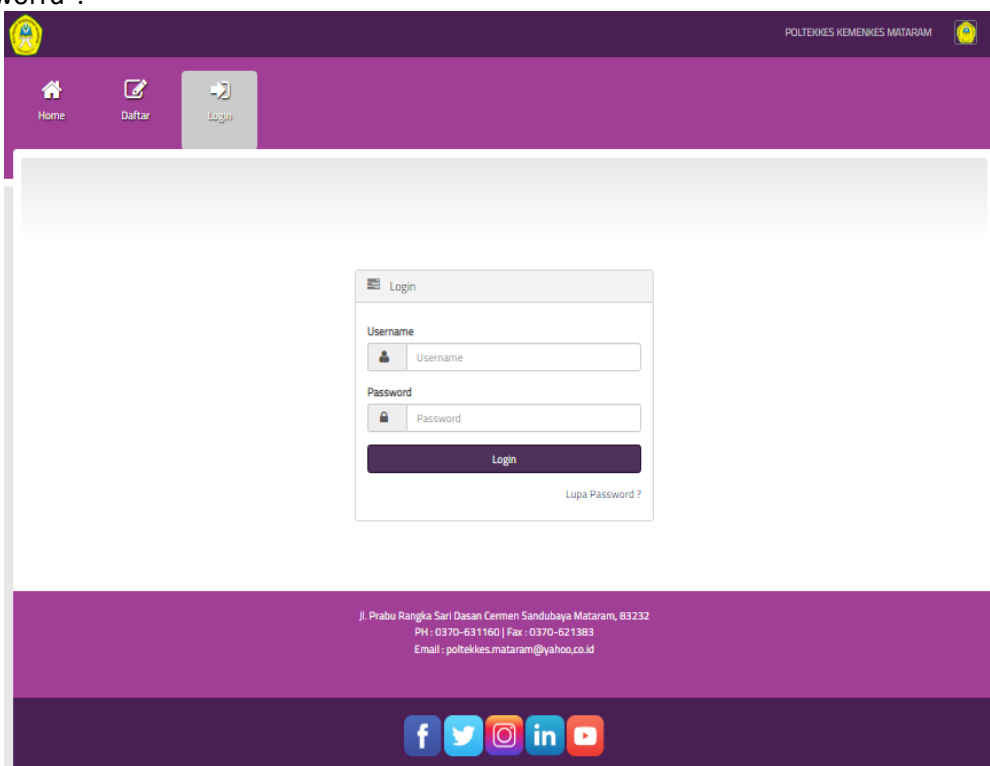 POLTEKKES KEMENKES MATARAM
Home Daftar Login
Login
Username
Username
Password
Password
Login
Lupa Password ?
Jl. Prabu Rangka Sari Dasan Cermen Sandubaya Mataram, 83232
PH : 0370-631160 | Fax : 0370-621383
Email : poltekkes.mataram@yahoo,co.id
f
in